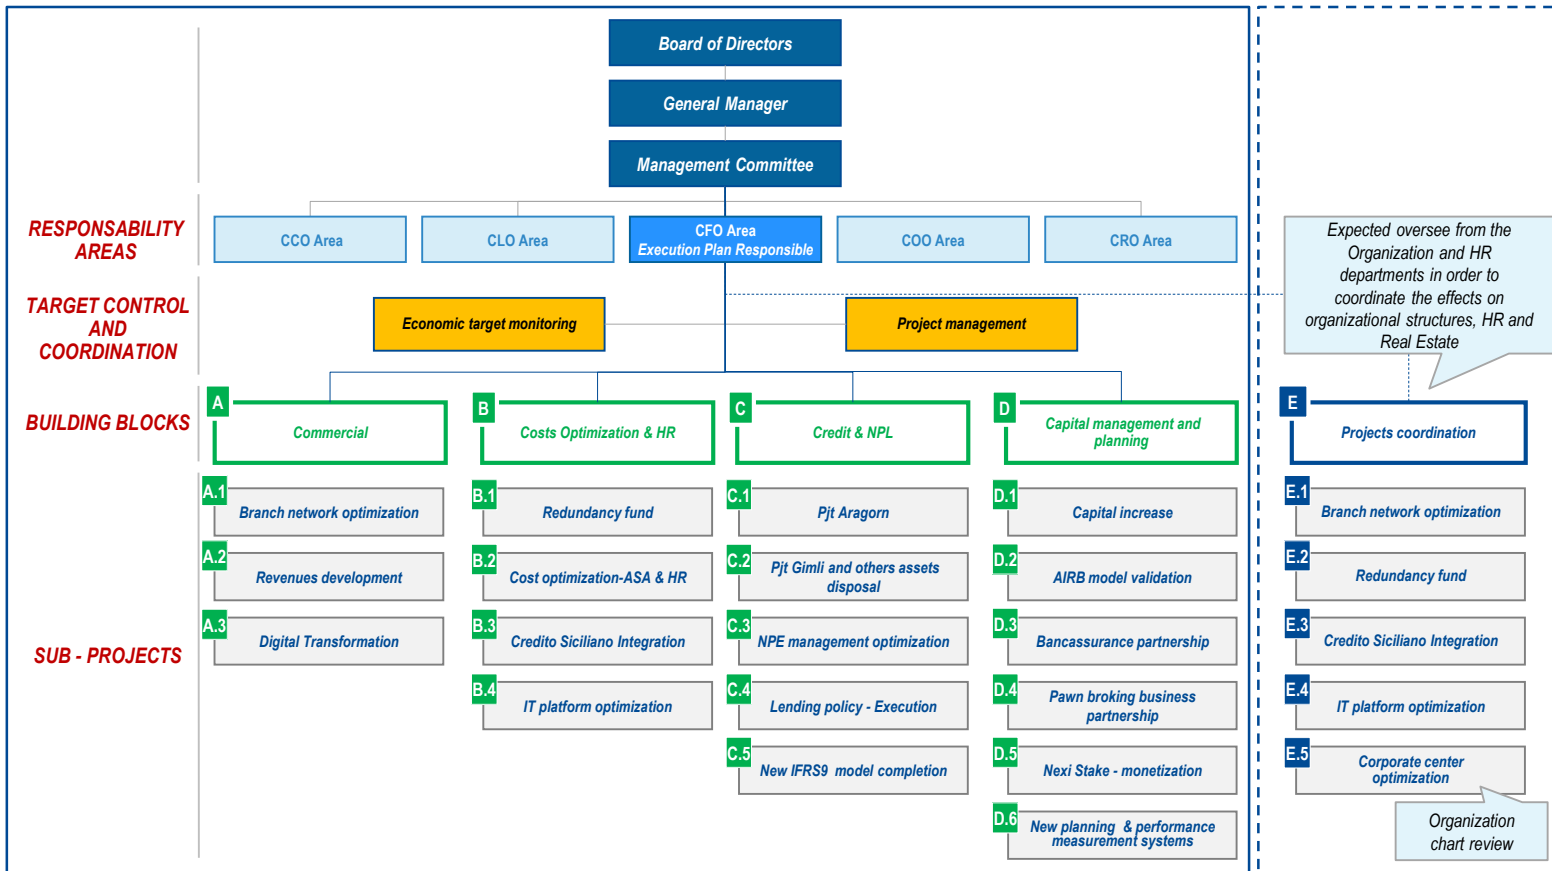 Board of Directors
General Manager
Management Committee
RESPONSABILITY
AREAS
CCO Area
CLO Area
CFO Area
Execution Plan Responsible
COO Area
CRO Area
Expected oversee from the
Organization and HR
departments in order to
coordinate the effects on
organizational structures, HR and
Real Estate
TARGET CONTROL
AND
COORDINATION
Economic target monitoring
Project management
BUILDING BLOCKS
A
Commercial
B
Costs Optimization & HR
C
Credit & NPL
D
Capital management and
planning
E
Projects coordination
SUB - PROJECTS
A.1
Branch network optimization
A.2
Revenues development
A.3
Digital Transformation
B.1
Redundancy fund
B.2
Cost optimization-ASA & HR
B.3
Credito Siciliano Integration
B.4
IT platform optimization
C.1
Pjt Aragorn
C.2
Pjt Gimli and others assets
disposal
C.3
NPE management optimization
C.4
Lending policy - Execution
C.5
New IFRS9 model completion
D.1
Capital increase
D.2
AIRB model validation
D.3
Bancassurance partnership
D.4
Pawn broking business
partnership
D.5
Nexi Stake - monetization
D.6
New planning & performance
measurement systems
E.1
Branch network optimization
E.2
Redundancy fund
E.3
Credito Siciliano Integration
E.4
IT platform optimization
E.5
Corporate center
optimization
Organization
chart review